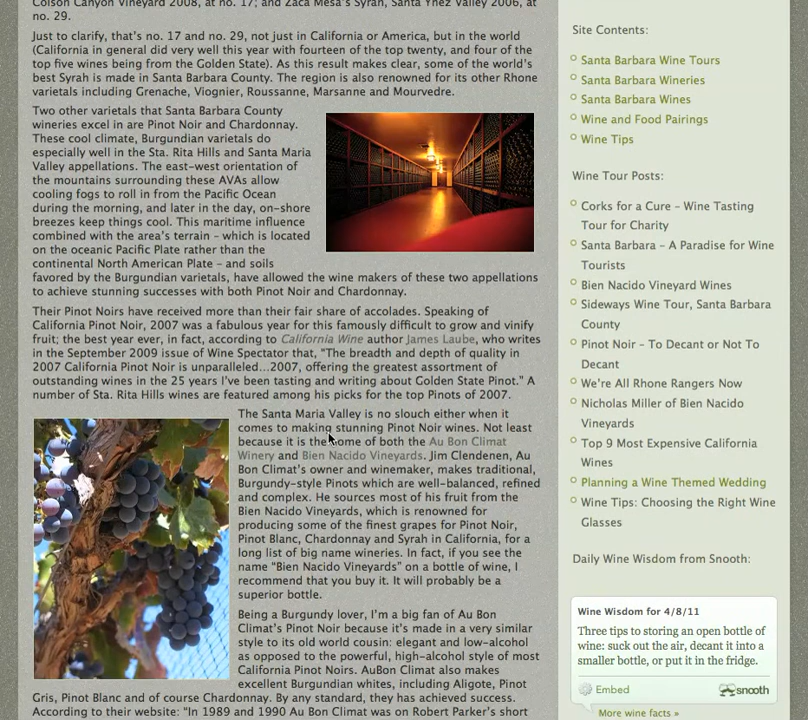 Colson Canyon Vineyard 2008, at no. 17; and Zaca Mesa's Syrah, Santa Ynez Valley 2006, at
no. 29.
Just to clarify, that's no. 17 and no. 29, not just in California or America, but in the world
(California in general did very well this year with fourteen of the top twenty, and four of the
top five wines being from the Golden State). As this result makes clear, some of the world's
best Syrah is made in Santa Barbara County. The region is also renowned for its other Rhone
varietals including Grenache, Viognier, Roussanne, Marsanne and Mourvedre.
Two other varietals that Santa Barbara County
wineries excel in are Pinot Noir and Chardonnay.
These cool climate, Burgundian varietals do
especially well in the Sta. Rita Hills and Santa Maria
Valley appellations. The east-west orientation of
the mountains surrounding these AVAs allow
cooling fogs to roll in from the Pacific Ocean
during the morning, and later in the day, on-shore
breezes keep things cool. This maritime influence
combined with the area's terrain – which is located
on the oceanic Pacific Plate rather than the
continental North American Plate – and soils
favored by the Burgundian varietals, have allowed the wine makers of these two appellations
to achieve stunning successes with both Pinot Noir and Chardonnay.
Their Pinot Noirs have received more than their fair share of accolades. Speaking of
California Pinot Noir, 2007 was a fabulous year for this famously difficult to grow and vinify
fruit; the best year ever, in fact, according to California Wine author James Laube, who writes
in the September 2009 issue of Wine Spectator that, "The breadth and depth of quality in
2007 California Pinot Noir is unparalleled...2007, offering the greatest assortment of
outstanding wines in the 25 years I've been tasting and writing about Golden State Pinot." A
number of Sta. Rita Hills wines are featured among his picks for the top Pinots of 2007.
The Santa Maria Valley is no slouch either when it
comes to making stunning Pinot Noir wines. Not least
because it is the home of both the Au Bon Climat
Winery and Bien Nacido Vineyards. Jim Clendenen, Au
Bon Climat's owner and winemaker, makes traditional,
Burgundy-style Pinots which are well-balanced, refined
and complex. He sources most of his fruit from the
Bien Nacido Vineyards, which is renowned for
producing some of the finest grapes for Pinot Noir,
Pinot Blanc, Chardonnay and Syrah in California, for a
long list of big name wineries. In fact, if you see the
name "Bien Nacido Vineyards" on a bottle of wine, I
recommend that you buy it. It will probably be a
superior bottle.
Being a Burgundy lover, I'm a big fan of Au Bon
Climat's Pinot Noir because it's made in a very similar
style to its old world cousin: elegant and low-alcohol
as opposed to the powerful, high-alcohol style of most
California Pinot Noirs. AuBon Climat also makes
excellent Burgundian whites, including Aligote, Pinot
Gris, Pinot Blanc and of course Chardonnay. By any standard, they has achieved success.
According to their website: "In 1989 and 1990 Au Bon Climat was on Robert Parker's short
Site Contents:
Santa Barbara Wine Tours
Santa Barbara Wineries
Santa Barbara Wines
Wine and Food Pairings
Wine Tips
Wine Tour Posts:
Corks for a Cure – Wine Tasting
Tour for Charity
Santa Barbara – A Paradise for Wine
Tourists
Bien Nacido Vineyard Wines
Sideways Wine Tour, Santa Barbara
County
Pinot Noir – To Decant or Not To
Decant
We're All Rhone Rangers Now
Nicholas Miller of Bien Nacido
Vineyards
Top 9 Most Expensive California
Wines
Planning a Wine Themed Wedding
Wine Tips: Choosing the Right Wine
Glasses
Daily Wine Wisdom from Snooth:
Wine Wisdom for 4/8/11
Three tips to storing an open bottle of
wine: suck out the air, decant it into a
smaller bottle, or put it in the fridge.
Embed snooth
More wine facts »